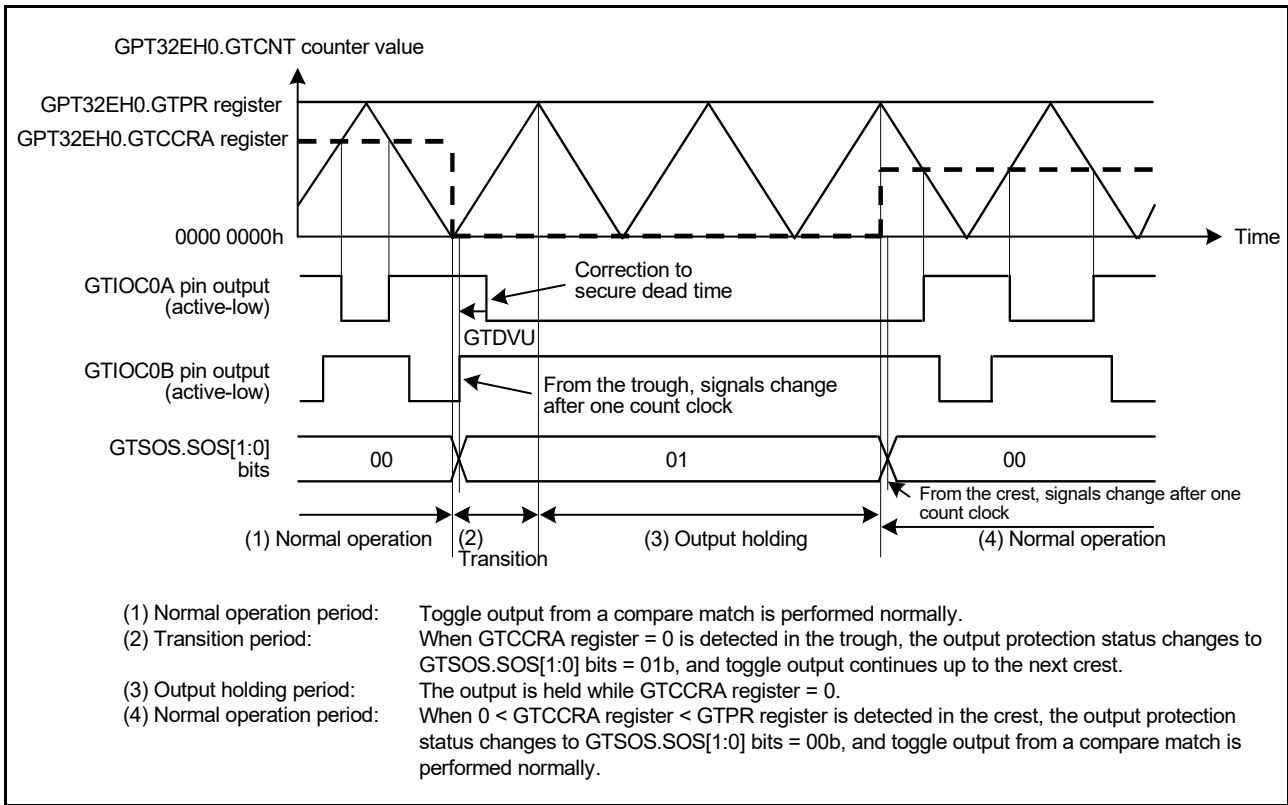 GPT32EH0.GTCNT counter value
GPT32EH0.GTPR register
GPT32EH0.GTCCRA register
0000 0000h
Time
GTIOC0A pin output
(active-low)
Correction to
secure dead time
GTDVU
GTIOC0B pin output
(active-low)
From the trough, signals change
after one count clock
GTSOS.SOS[1:0]
bits
00
01
00
From the crest, signals change after one
count clock
(1) Normal operation
(2)
Transition
(3) Output holding
(4) Normal operation
(1) Normal operation period: Toggle output from a compare match is performed normally.
(2) Transition period: When GTCCRA register = 0 is detected in the trough, the output protection status changes to
GTSOS.SOS[1:0] bits = 01b, and toggle output continues up to the next crest.
(3) Output holding period: The output is held while GTCCRA register = 0.
(4) Normal operation period: When 0 < GTCCRA register < GTPR register is detected in the crest, the output protection
status changes to GTSOS.SOS[1:0] bits = 00b, and toggle output from a compare match is
performed normally.